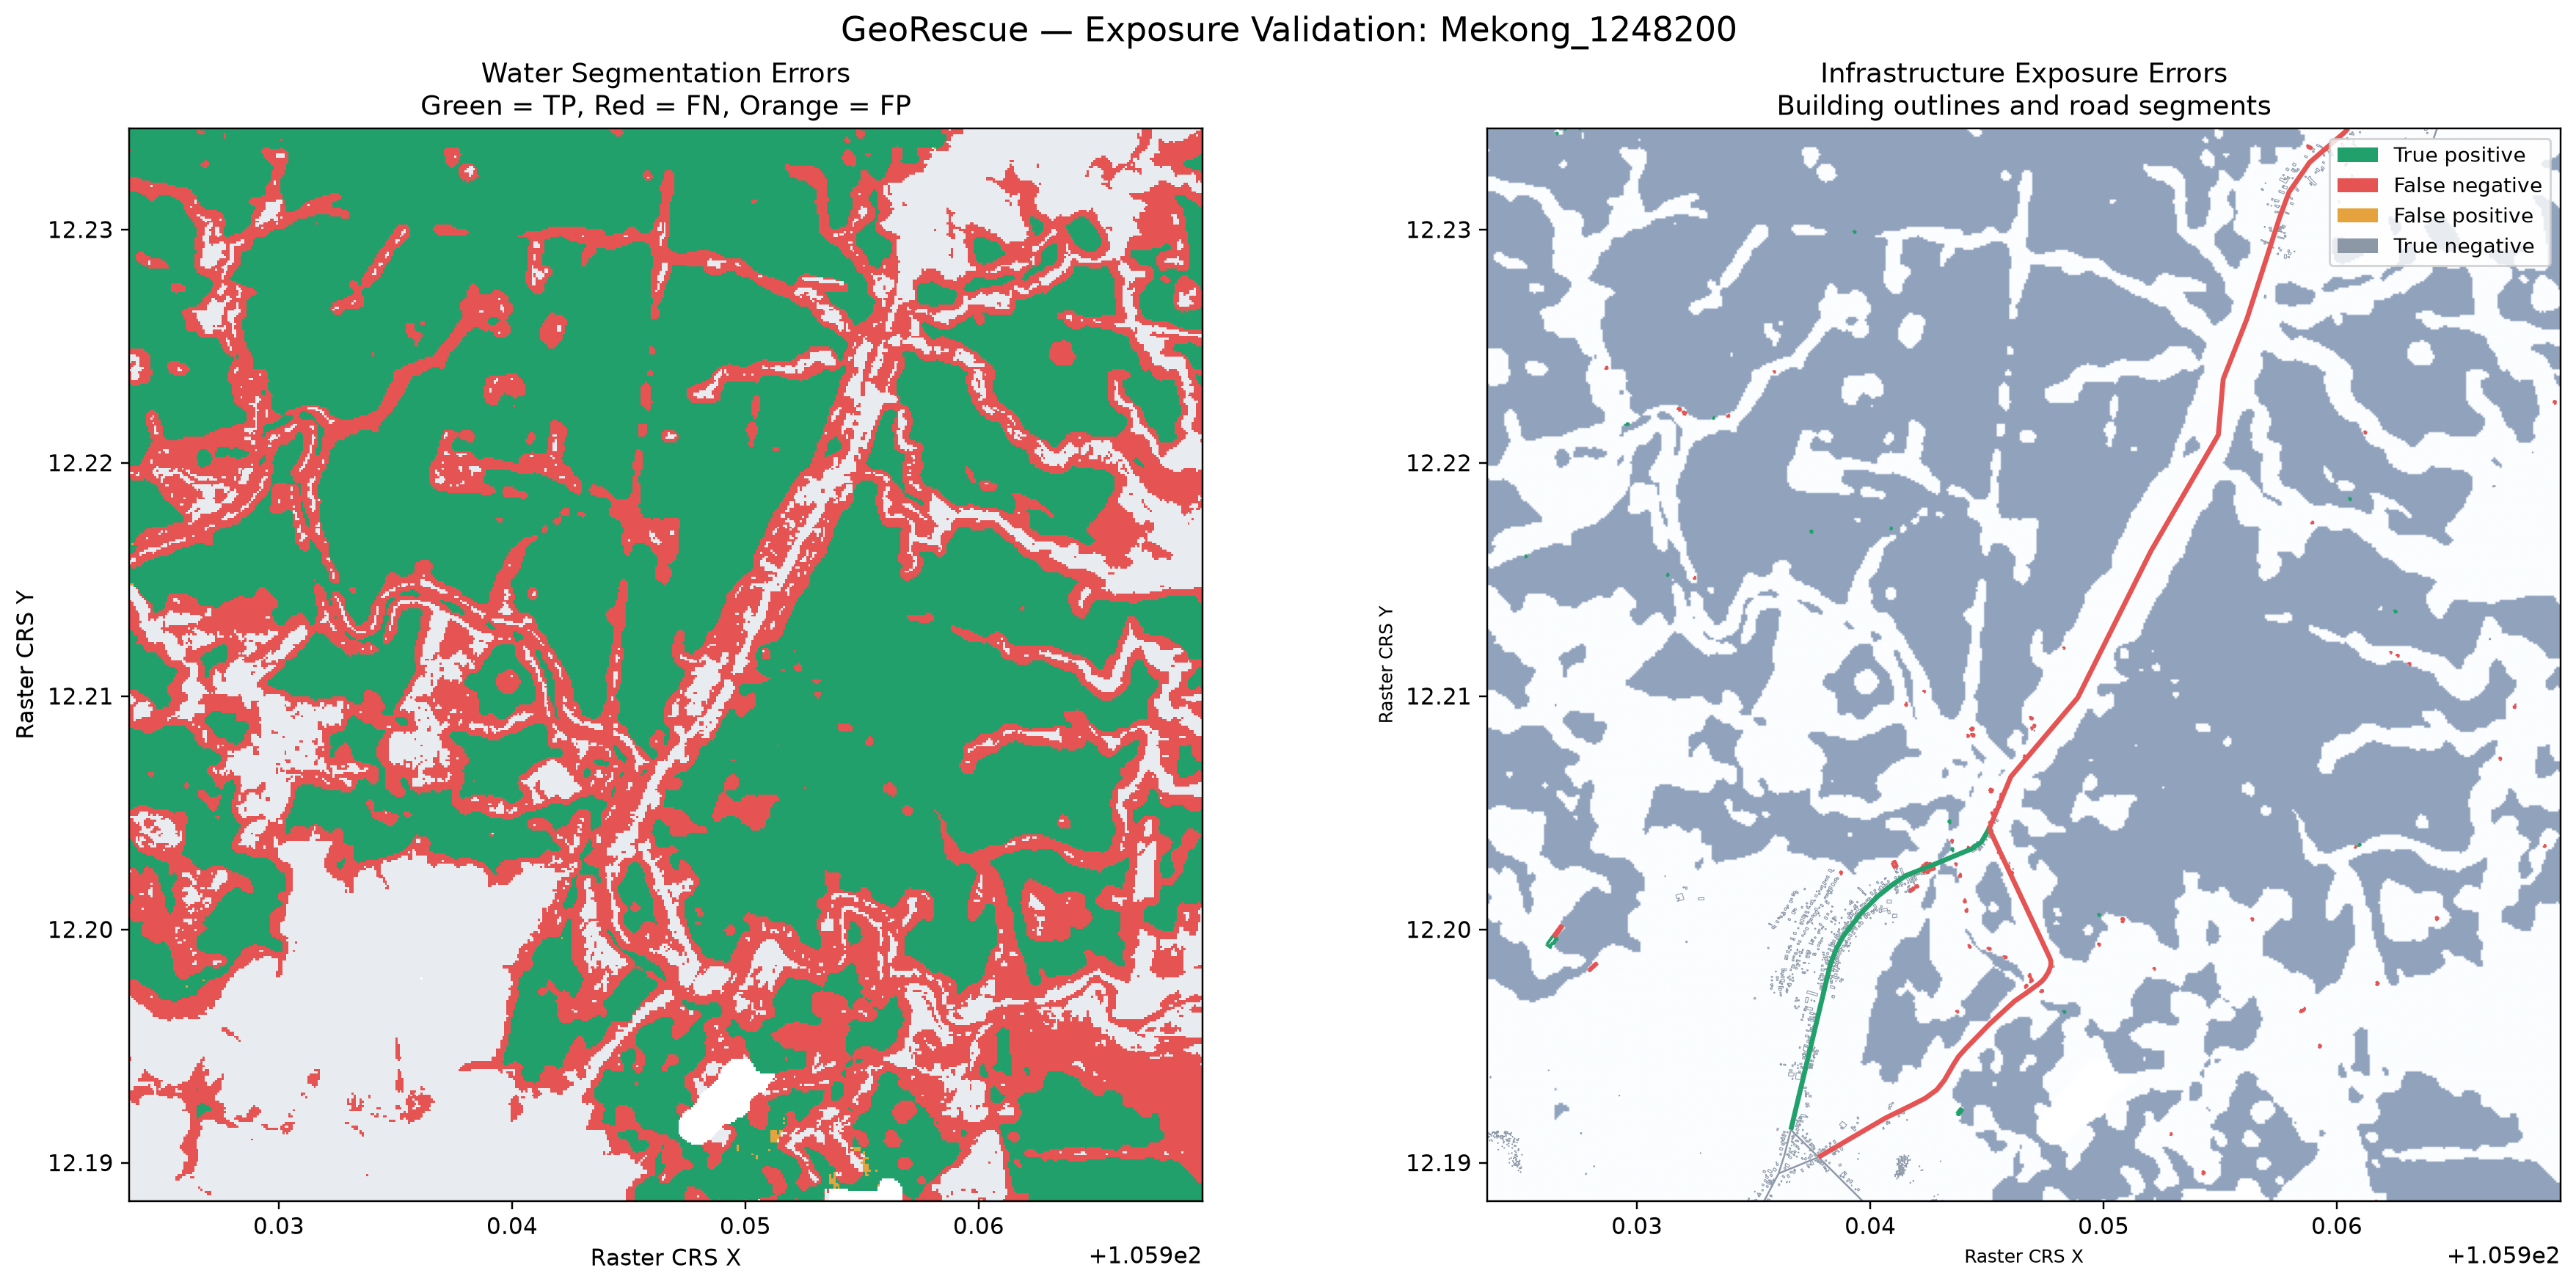 GeoRescue — Exposure Validation: Mekong_1248200
Water Segmentation Errors
Green = TP, Red = FN, Orange = FP
12.23
12.22
12.21
12.20
12.19
Raster CRS Y
0.03
0.04
0.05
0.06
Raster CRS X
+1.059e2
Infrastructure Exposure Errors
Building outlines and road segments
True positive
False negative
False positive
True negative
12.23
12.22
12.21
12.20
12.19
Raster CRS Y
0.03
0.04
0.05
0.06
Raster CRS X
+1.059e2